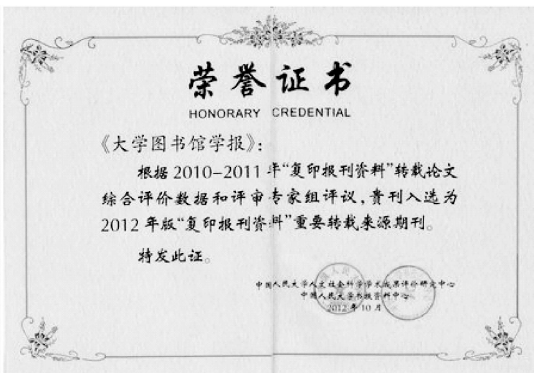 荣誉证书
HONORARY CREDENTIAL
《大学图书馆学报》:
根据2010-2011年“复印报刊资料”转载论文
综合评价数据和评审专家组评议,贵刊入选为
2012年版“复印报刊资料”重要转载来源期刊。
特发此证。
中国人民大学人文社会科学学术成果评价研究中心
中国人民大学书报资料中心
2012年10月